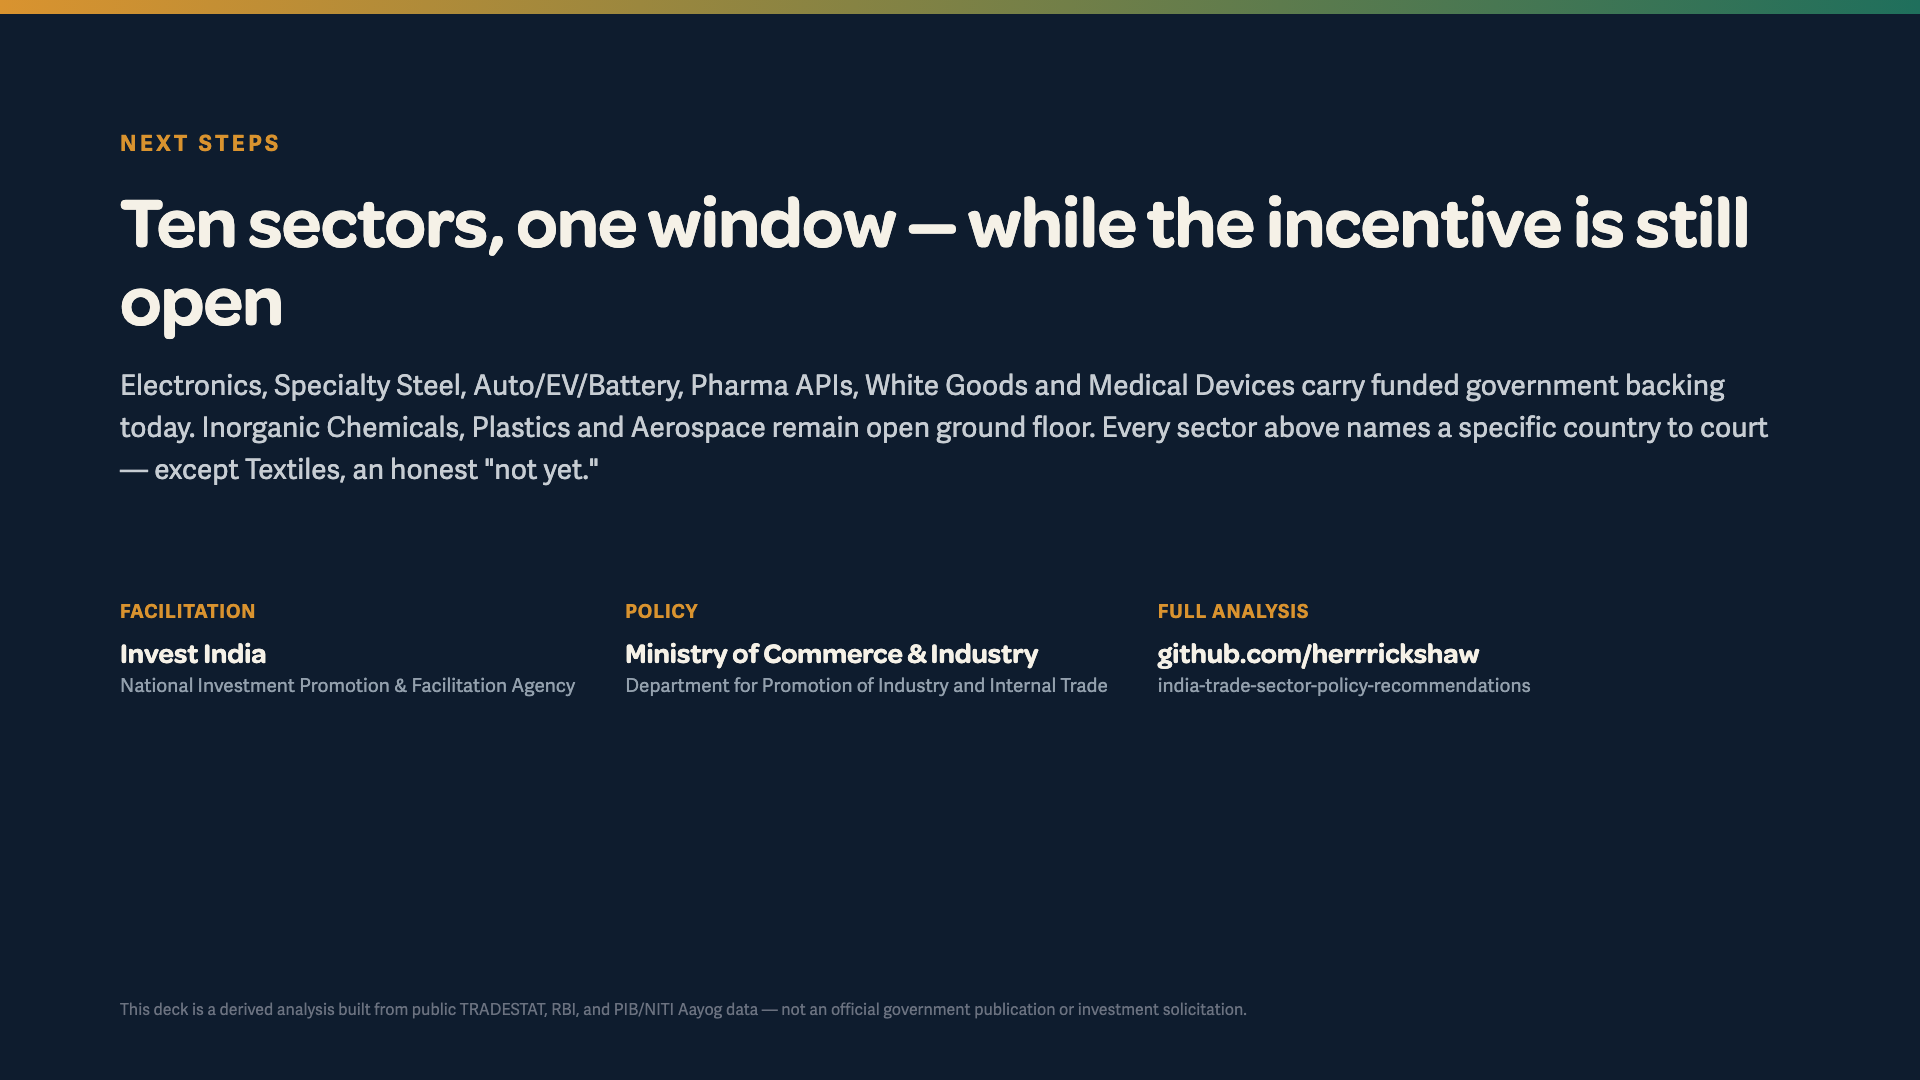 NEXT STEPS
Ten sectors, one window — while the incentive is still
open
Electronics, Specialty Steel, Auto/EV/Battery, Pharma APIs, White Goods and Medical Devices carry funded government backing
today. Inorganic Chemicals, Plastics and Aerospace remain open ground floor. Every sector above names a specific country to court
— except Textiles, an honest "not yet."
FACILITATION
Invest India
National Investment Promotion & Facilitation Agency
POLICY
Ministry of Commerce & Industry
Department for Promotion of Industry and Internal Trade
FULL ANALYSIS
github.com/herrrickshaw
india-trade-sector-policy-recommendations
This deck is a derived analysis built from public TRADESTAT, RBI, and PIB/NITI Aayog data — not an official government publication or investment solicitation.